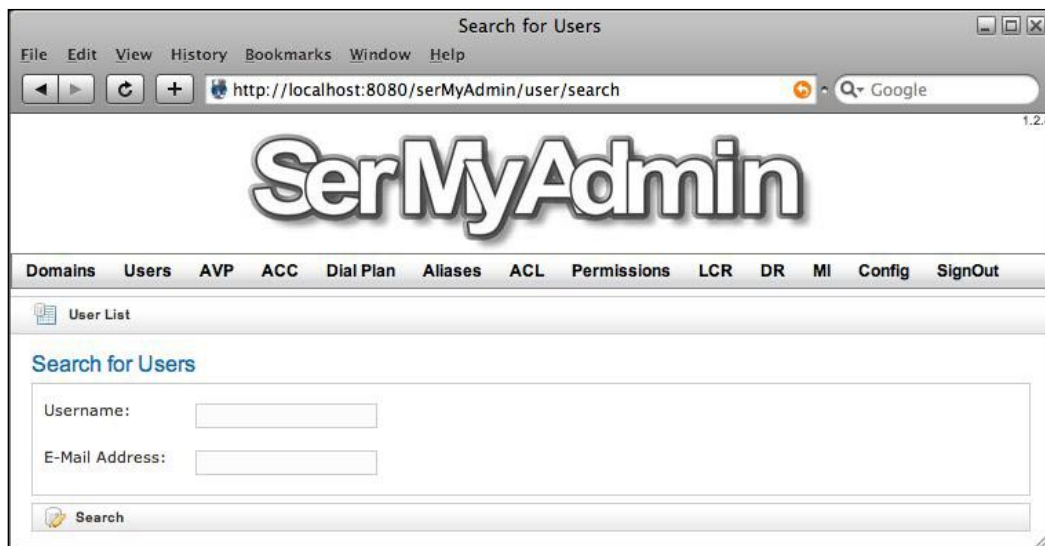 Search for Users
File Edit View History Bookmarks Window Help
http://localhost:8080/serMyAdmin/user/search
Google
SerMyAdmin
Domains Users AVP ACC Dial Plan Aliases ACL Permissions LCR DR MI Config SignOut
User List
Search for Users
Username:
E-Mail Address:
Search